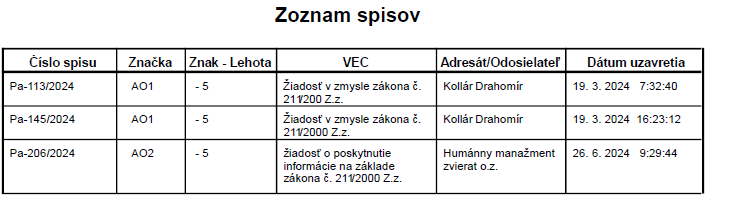 Zoznam spisov
Číslo spisu Značka Znak - Lehota VEC Adresát/Odosielateľ Dátum uzavretia
Pa-113/2024 AO1 - 5 Žiadosť v zmysle zákona č. Kollár Drahomír 19. 3. 2024 7:32:40
211/200 Z.z.
Pa-145/2024 AO1 - 5 Žiadosť v zmysle zákona č. Kollár Drahomír 19. 3. 2024 16:23:12
211/2000 Z.z.
Pa-206/2024 AO2 - 5 žiadosť o poskytnutie Humánny manažment 26. 6. 2024 9:29:44
informácie na základe zvierat o.z.
zákona č. 211/2000 Z.z.